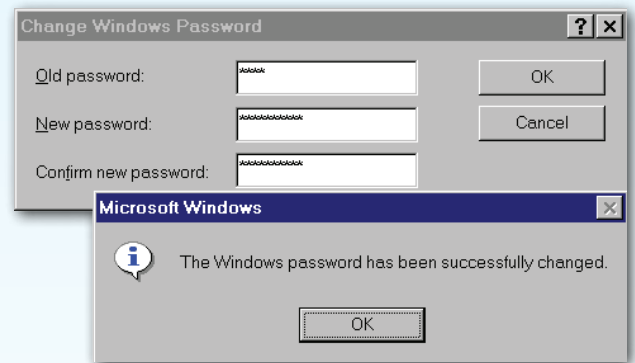 Change Windows Password
Old password: ****
OK
New password: **********
Cancel
Confirm new password: **********
Microsoft Windows
The Windows password has been successfully changed.
OK